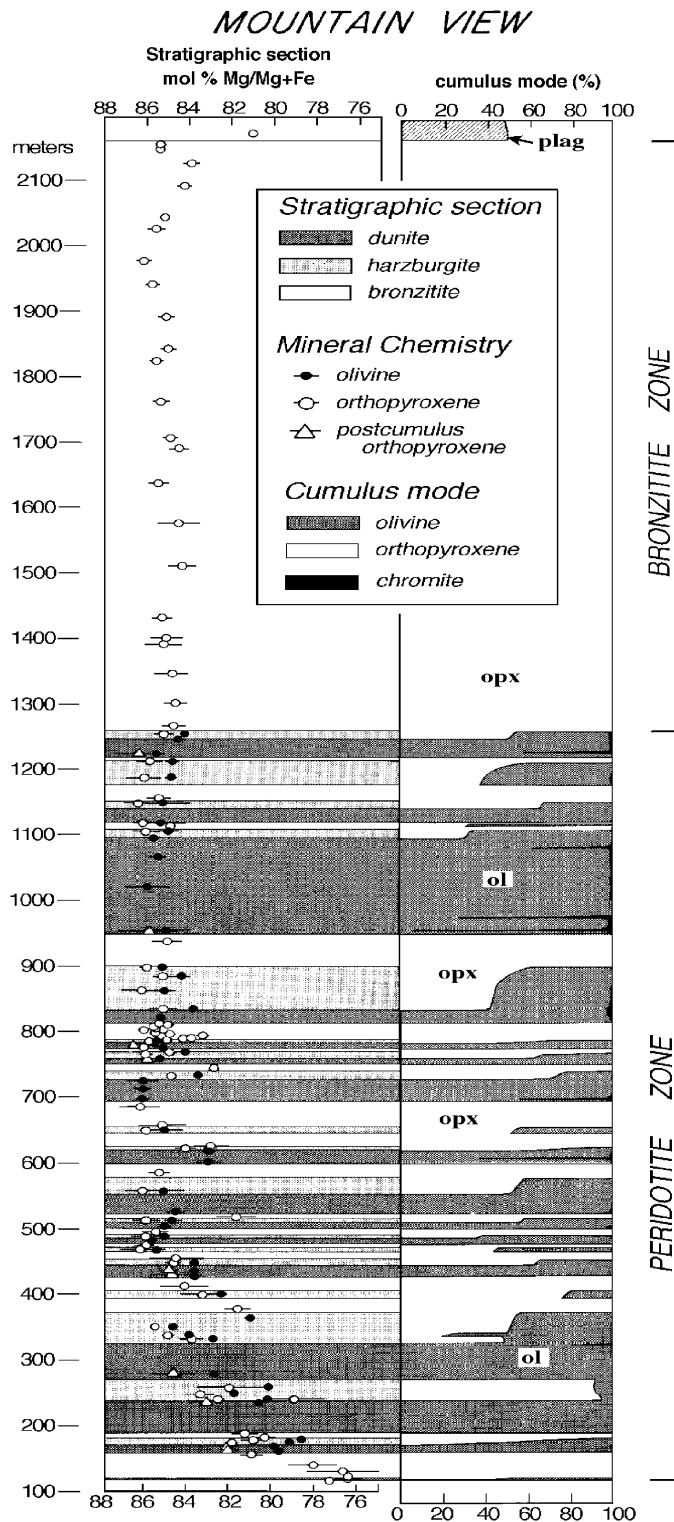 MOUNTAIN VIEW
Stratigraphic section
mol % Mg/Mg+Fe
cumulus mode (%)
88 86 84 82 80 78 76
0 20 40 60 80 100
meters
plag
2100
2000
1900
1800
1700
1600
1500
1400
1300
1200
1100
1000
900
800
700
600
500
400
300
200
100
Stratigraphic section
dunite
harzburgite
bronzitite
Mineral Chemistry
olivine
orthopyroxene
postcumulus
orthopyroxene
Cumulus mode
olivine
orthopyroxene
chromite
opx
ol
opx
opx
ol
BRONZITITE ZONE
PERIDOTITE ZONE
88 86 84 82 80 78 76
0 20 40 60 80 100